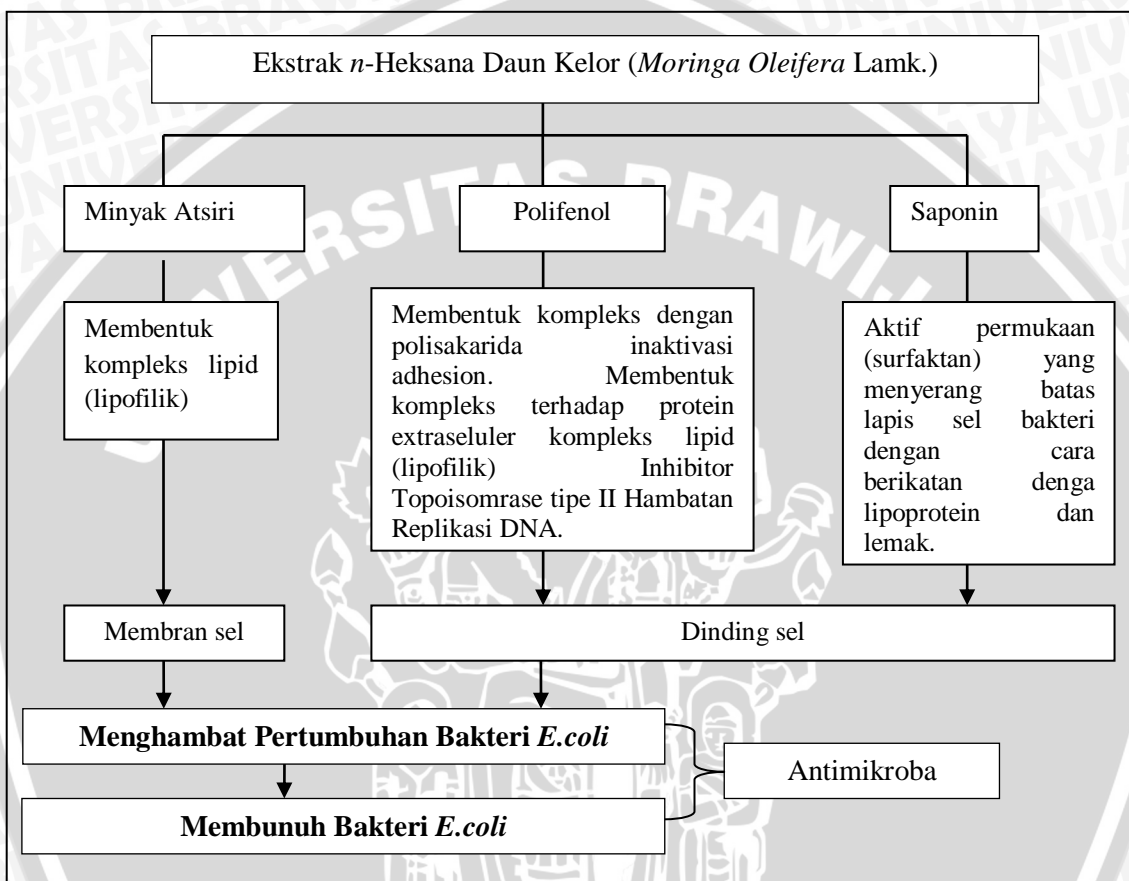 Ekstrak n-Heksana Daun Kelor (Moringa Oleifera Lamk.)
Minyak Atsiri
Polifenol
Saponin
Membentuk
kompleks lipid
(lipofilik)
Membentuk kompleks dengan
polisakarida inaktivasi
adhesion. Membentuk
kompleks terhadap protein
extraseluler kompleks lipid
(lipofilik) Inhibitor
Topoisomrase tipe II Hambatan
Replikasi DNA.
Aktif permukaan
(surfaktan) yang
menyerang batas
lapis sel bakteri
dengan cara
berikatan denga
lipoprotein dan
lemak.
Membran sel
Dinding sel
Menghambat Pertumbuhan Bakteri E.coli
Antimikroba
Membunuh Bakteri E.coli